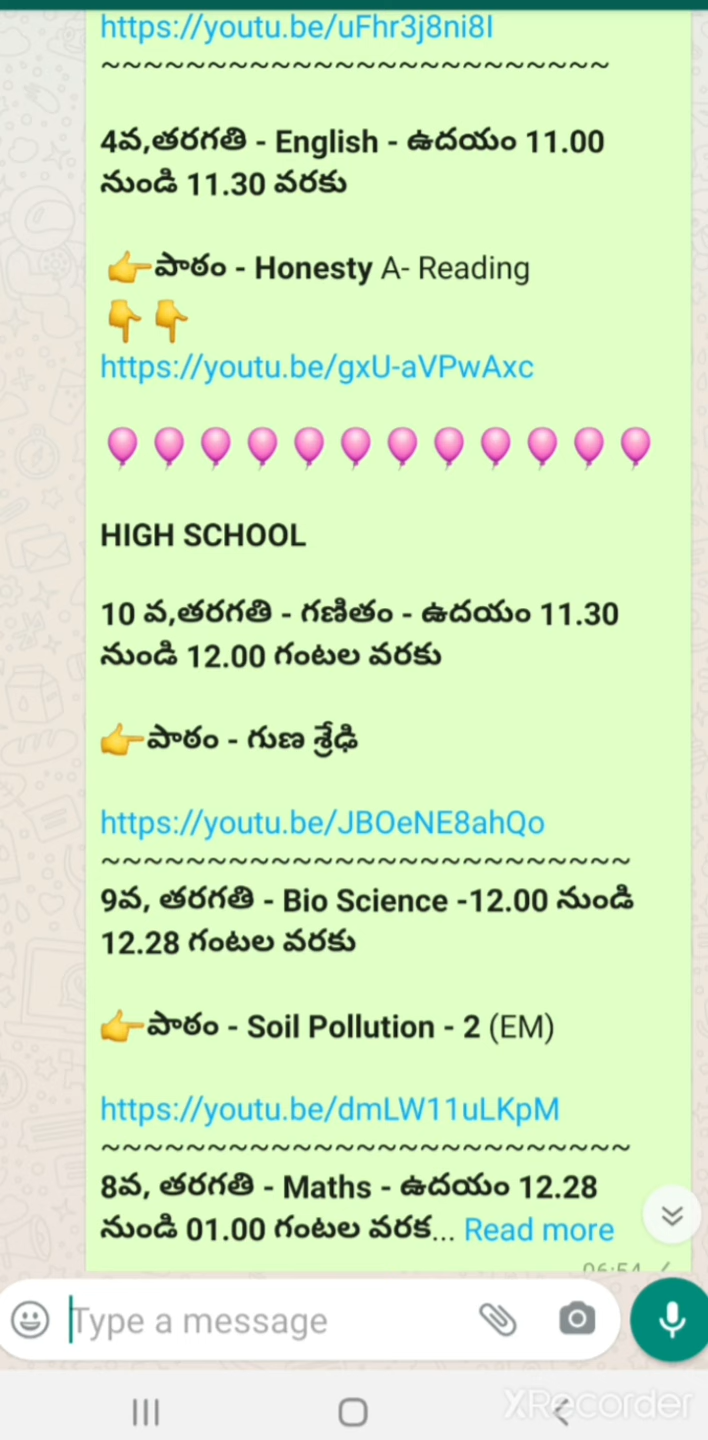 https://youtu.be/uFhr3j8ni8I
~~~~~~~~~~~~~~~~~~~~~~~~
4వ,తరగతి - English - ఉదయం 11.00
నుండి 11.30 వరకు
👉పాఠం - Honesty A- Reading
👇👇
https://youtu.be/gxU-aVPwAxc
🎈🎈🎈🎈🎈🎈🎈🎈🎈🎈🎈🎈
HIGH SCHOOL
10 వ,తరగతి - గణితం - ఉదయం 11.30
నుండి 12.00 గంటల వరకు
👉పాఠం - గుణ శ్రేఢి
https://youtu.be/JBOeNE8ahQo
~~~~~~~~~~~~~~~~~~~~~~~~~
9వ, తరగతి - Bio Science -12.00 నుండి
12.28 గంటల వరకు
👉పాఠం - Soil Pollution - 2 (EM)
https://youtu.be/dmLW11uLKpM
~~~~~~~~~~~~~~~~~~~~~~~~~
8వ, తరగతి - Maths - ఉదయం 12.28
నుండి 01.00 గంటల వరక... Read more
06:54
Type a message
XRecorder